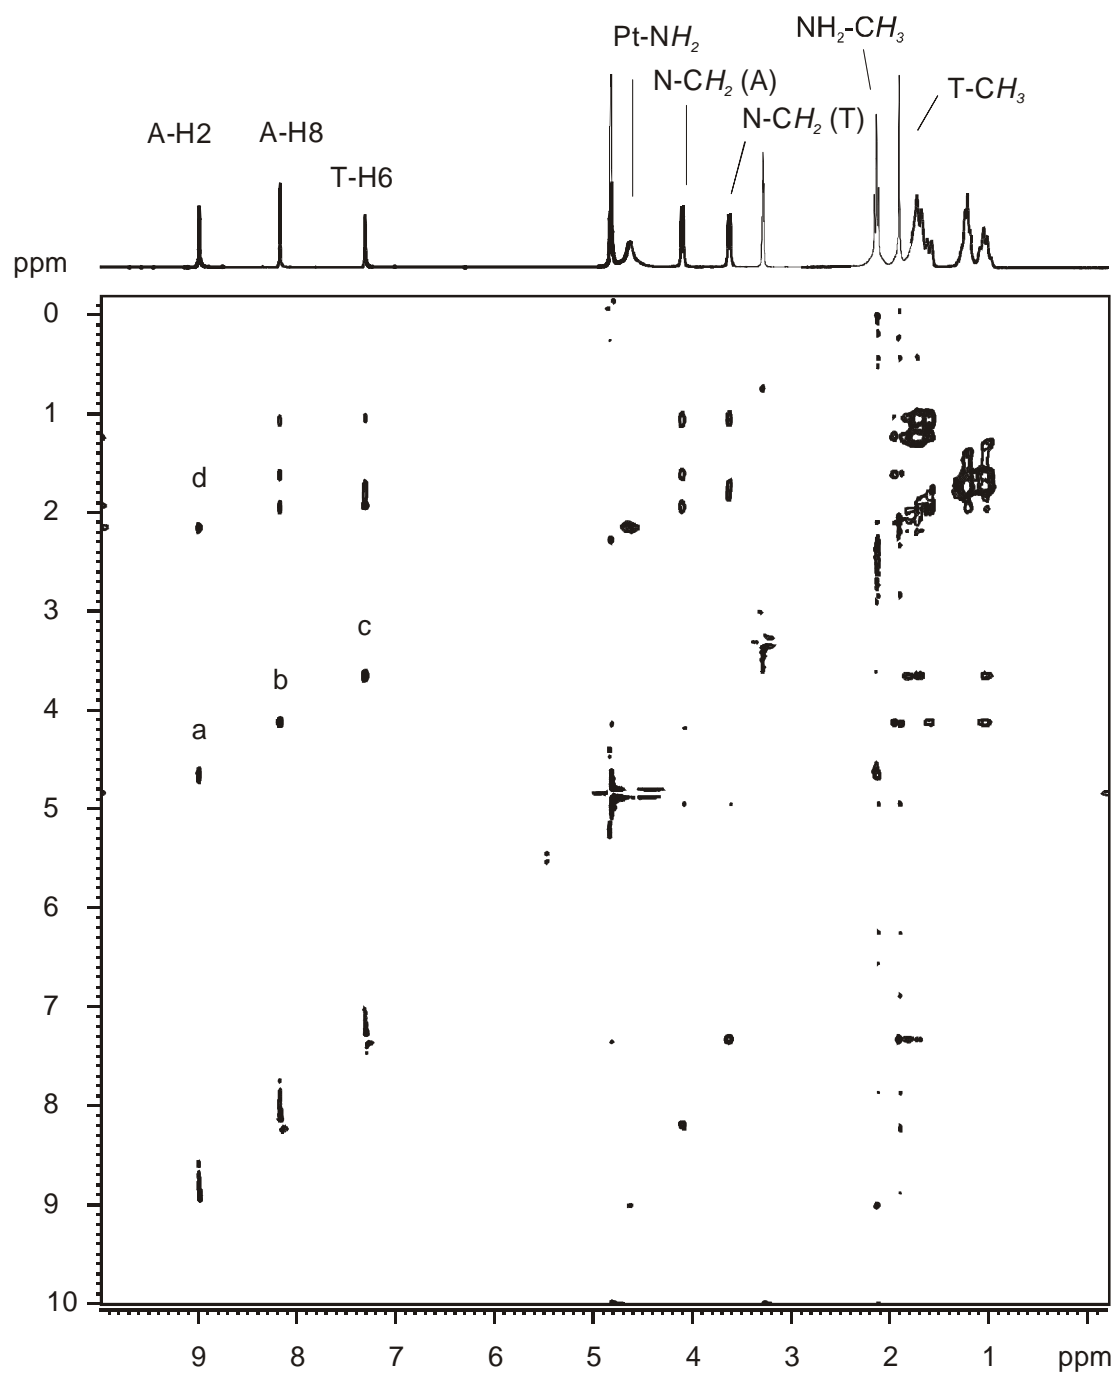 NH₂-CH₃
Pt-NH₂
N-CH₂ (A)
T-CH₃
N-CH₂ (T)
A-H2
A-H8
T-H6
ppm
0
1
d
2
3
c
b
4
a
5
6
7
8
9
10
9 8 7 6 5 4 3 2 1 ppm